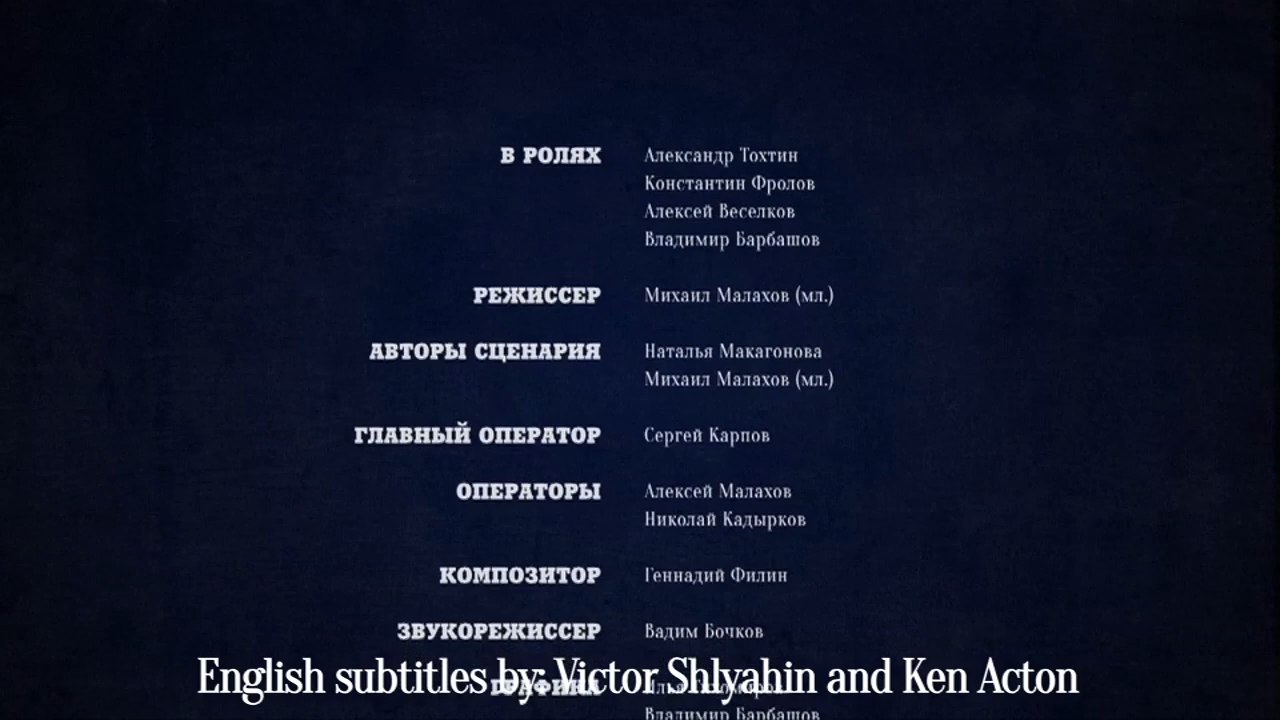 В РОЛЯХ Александр Тохтин
Константин Фролов
Алексей Веселков
Владимир Барбашов
РЕЖИССЕР Михаил Малахов (мл.)
АВТОРЫ СЦЕНАРИЯ Наталья Макагонова
Михаил Малахов (мл.)
ГЛАВНЫЙ ОПЕРАТОР Сергей Карпов
ОПЕРАТОРЫ Алексей Малахов
Николай Кадырков
КОМПОЗИТОР Геннадий Филин
ЗВУКОРЕЖИССЕР Вадим Бочков
English subtitles by: Victor Shlyahin and Ken Acton
ГРАФИКА
Владимир Барбашов